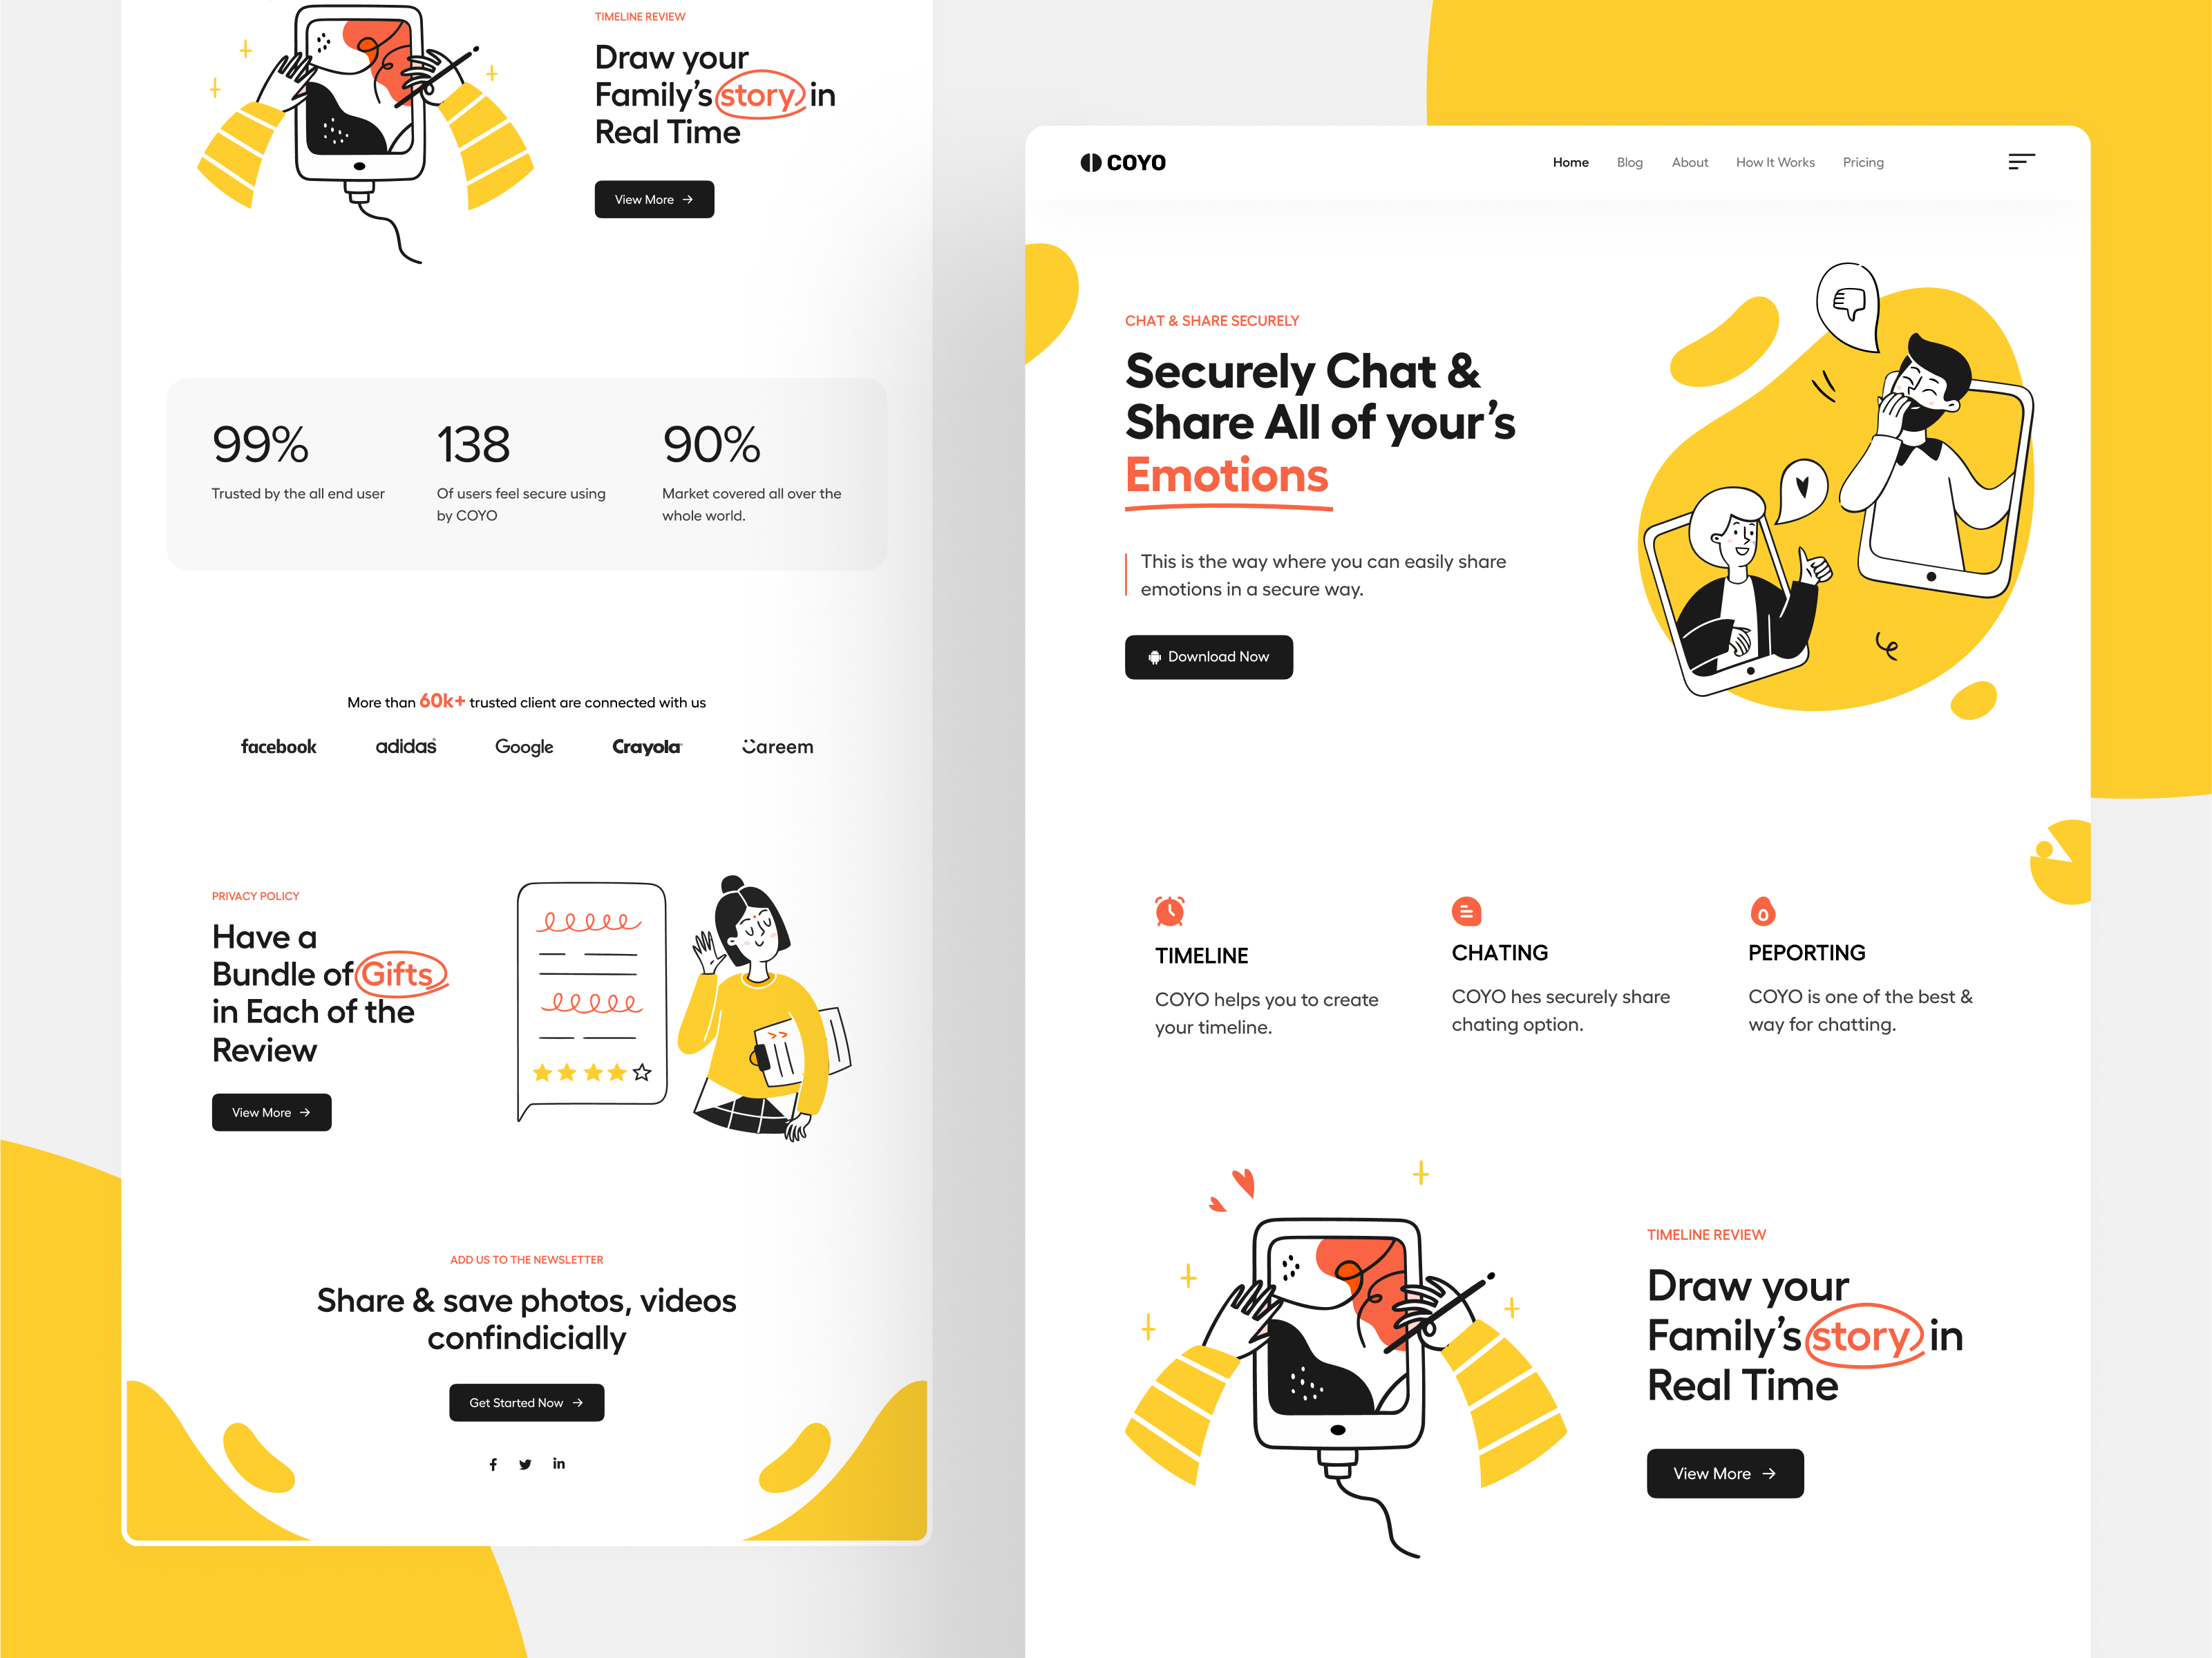 TIMELINE REVIEW
Draw your
Family's story in
Real Time
View More
99%
Trusted by the all end user
138
Of users feel secure using
by COYO
90%
Market covered all over the
whole world.
More than 60k+ trusted client are connected with us
facebook
adidas
Google
Crayola
Careem
PRIVACY POLICY
Have a
Bundle of Gifts
in Each of the
Review
View More
ADD US TO THE NEWSLETTER
Share & save photos, videos
confindicially
Get Started Now
f
in
COYO
Home
Blog
About
How It Works
Pricing
CHAT & SHARE SECURELY
Securely Chat &
Share All of your's
Emotions
This is the way where you can easily share
emotions in a secure way.
Download Now
TIMELINE
COYO helps you to create
your timeline.
CHATING
COYO hes securely share
chating option.
PEPORTING
COYO is one of the best &
way for chatting.
TIMELINE REVIEW
Draw your
Family's story in
Real Time
View More